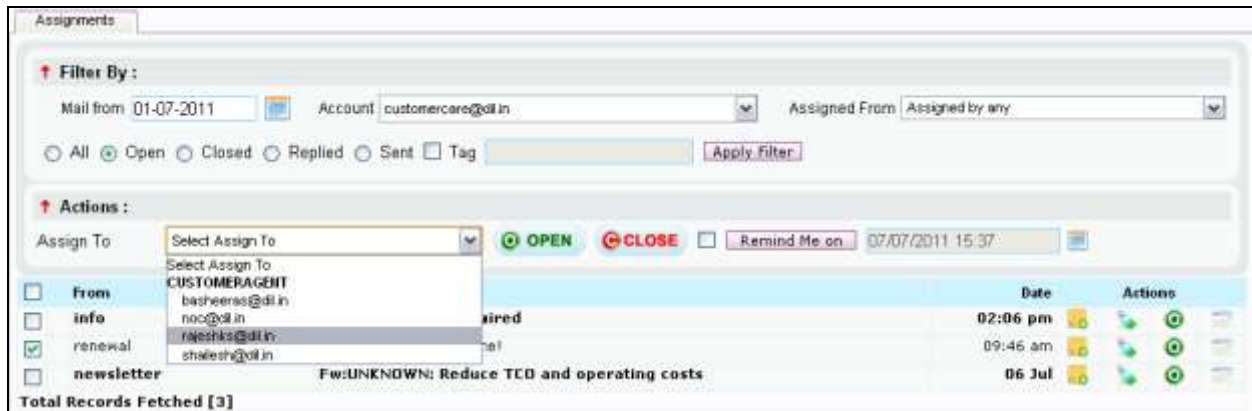 Assignments
Filter By :
Mail from 01-07-2011 Account customercare@dil.in Assigned From Assigned by any
All Open Closed Replied Sent Tag Apply Filter
Actions :
Assign To Select Assign To OPEN CLOSE Remind Me on 07/07/2011 15:37
Select Assign To
CUSTOMERAGENT
basheeras@dil.in
noc@dil.in
rajeshks@dil.in
shailesh@dil.in
From Date Actions
info 02:06 pm
renewal 09:46 am
newsletter Fw:UNKNOWN: Reduce TCO and operating costs 06 Jul
Total Records Fetched [3]